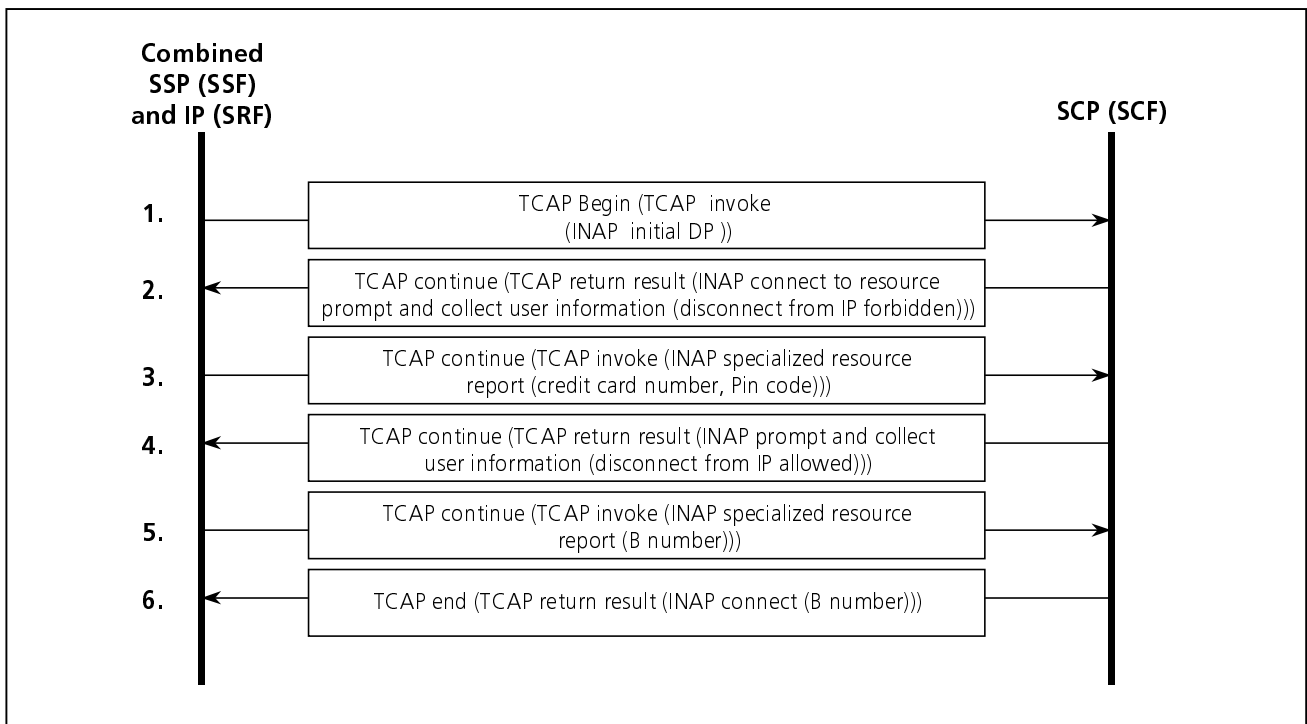 Combined
SSP (SSF)
and IP (SRF)
SCP (SCF)
1.
TCAP Begin (TCAP invoke
(INAP initial DP ))
2.
TCAP continue (TCAP return result (INAP connect to resource
prompt and collect user information (disconnect from IP forbidden)))
3.
TCAP continue (TCAP invoke (INAP specialized resource
report (credit card number, Pin code)))
4.
TCAP continue (TCAP return result (INAP prompt and collect
user information (disconnect from IP allowed)))
5.
TCAP continue (TCAP invoke (INAP specialized resource
report (B number)))
6.
TCAP end (TCAP return result (INAP connect (B number)))